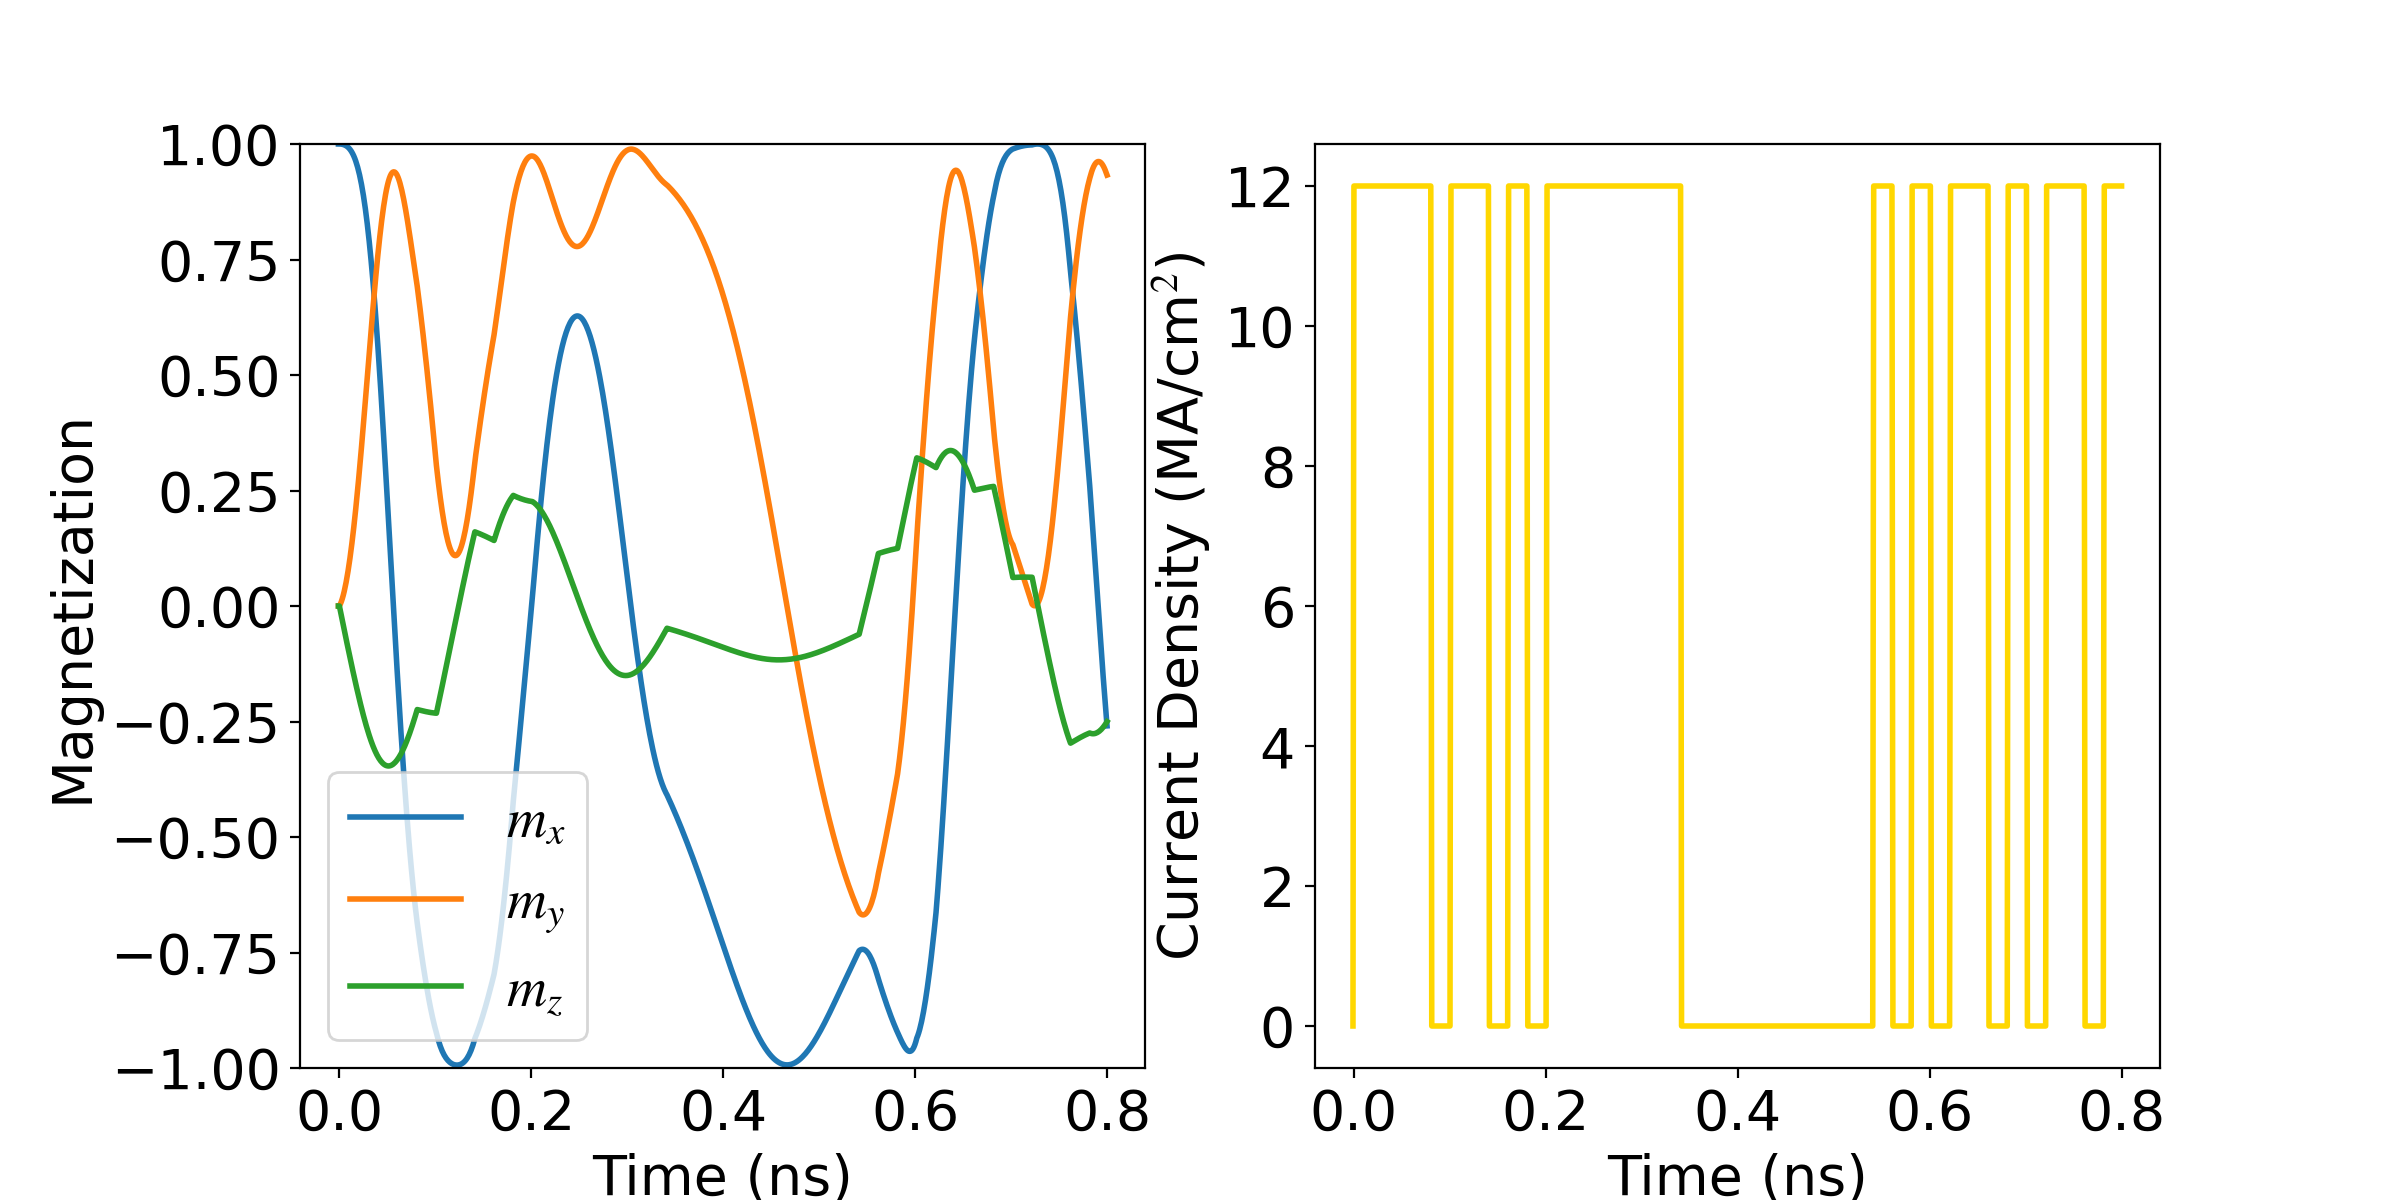 Magnetization
1.00
0.75
0.50
0.25
0.00
−0.25
−0.50
−0.75
−1.00
0.0 0.2 0.4 0.6 0.8
Time (ns)
m_x
m_y
m_z
Current Density (MA/cm²)
12
10
8
6
4
2
0
0.0 0.2 0.4 0.6 0.8
Time (ns)